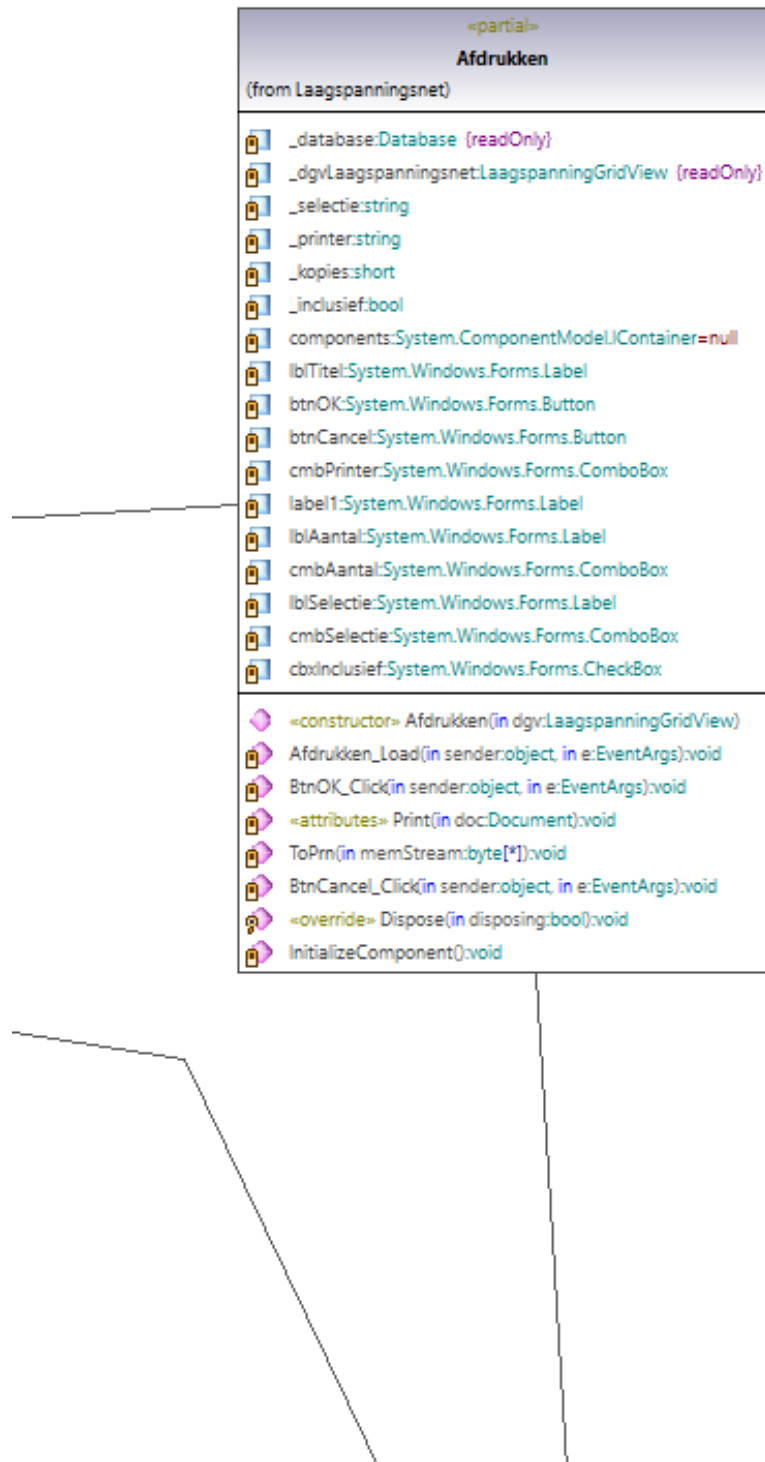 «partial»
Afdrukken
(from Laagspanningsnet)
_database:Database {readOnly}
_dgvLaagspanningsnet:LaagspanningGridView {readOnly}
_selectie:string
_printer:string
_kopies:short
_inclusief:bool
components:System.ComponentModel.IContainer=null
lblTitel:System.Windows.Forms.Label
btnOK:System.Windows.Forms.Button
btnCancel:System.Windows.Forms.Button
cmbPrinter:System.Windows.Forms.ComboBox
label1:System.Windows.Forms.Label
lblAantal:System.Windows.Forms.Label
cmbAantal:System.Windows.Forms.ComboBox
lblSelectie:System.Windows.Forms.Label
cmbSelectie:System.Windows.Forms.ComboBox
cbxInclusief:System.Windows.Forms.CheckBox
«constructor» Afdrukken(in dgv:LaagspanningGridView)
Afdrukken_Load(in sender:object, in e:EventArgs):void
BtnOK_Click(in sender:object, in e:EventArgs):void
«attributes» Print(in doc:Document):void
ToPrn(in memStream:byte[*]):void
BtnCancel_Click(in sender:object, in e:EventArgs):void
«override» Dispose(in disposing:bool):void
InitializeComponent():void